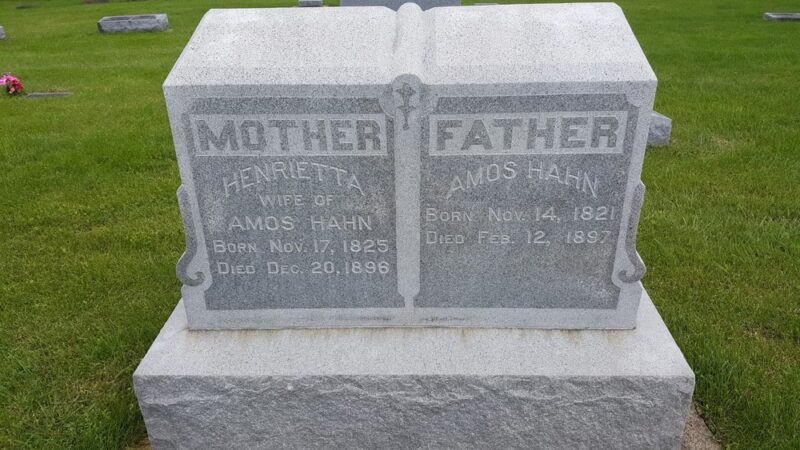 MOTHER
HENRIETTA
WIFE OF
AMOS HAHN
BORN NOV. 17, 1825
DIED DEC. 20, 1896
FATHER
AMOS HAHN
BORN NOV. 14, 1821
DIED FEB. 12, 1897